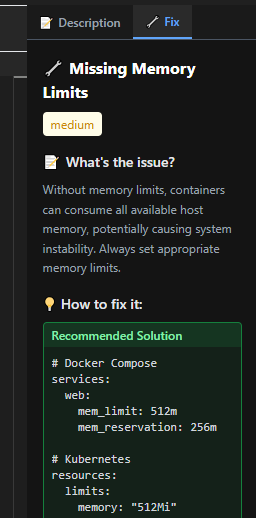 📝 Description 🔧 Fix
🔧 Missing Memory
Limits
medium
📝 What's the issue?
Without memory limits, containers
can consume all available host
memory, potentially causing system
instability. Always set appropriate
memory limits.
💡 How to fix it:
Recommended Solution
# Docker Compose
services:
  web:
    mem_limit: 512m
    mem_reservation: 256m

# Kubernetes
resources:
  limits:
    memory: "512Mi"